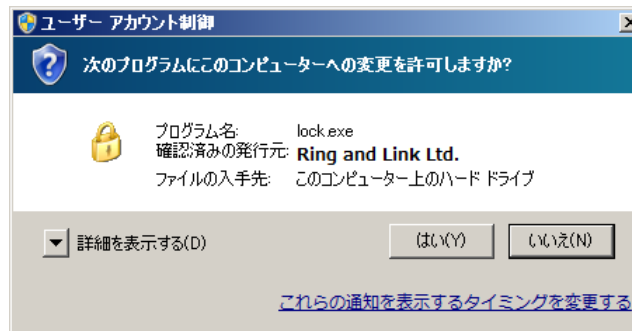 ユーザー アカウント制御
次のプログラムにこのコンピューターへの変更を許可しますか?
プログラム名: lock.exe
確認済みの発行元: Ring and Link Ltd.
ファイルの入手先: このコンピューター上のハード ドライブ
詳細を表示する(D) はい(Y) いいえ(N)
これらの通知を表示するタイミングを変更する